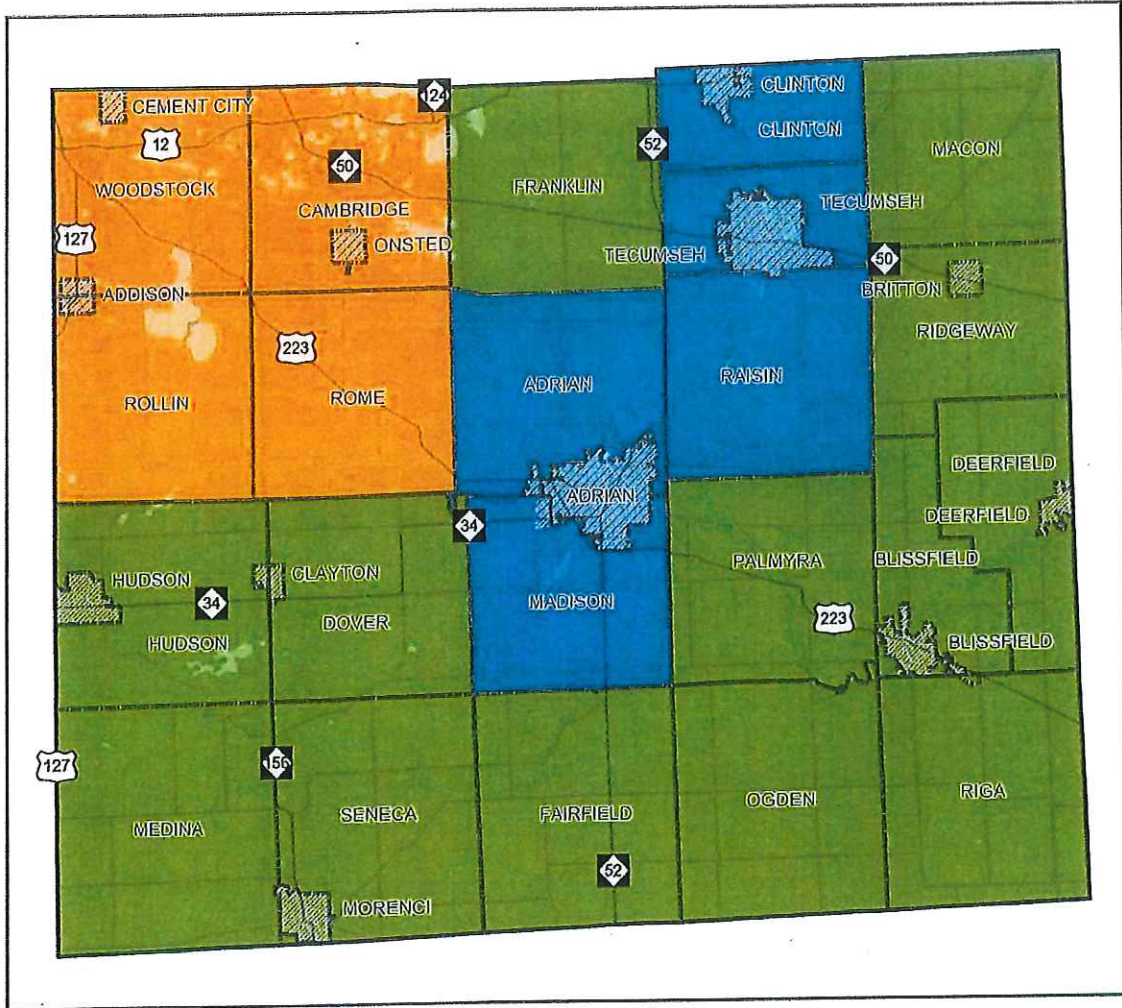 124
CEMENT CITY
CLINTON
12
CLINTON
52
MACON
50
WOODSTOCK
FRANKLIN
CAMBRIDGE
TECUMSEH
127
ONSTED
TECUMSEH
50
ADDISON
BRITTON
RIDGEWAY
223
ROLLIN
ROME
ADRIAN
RAISIN
DEERFIELD
ADRIAN
DEERFIELD
34
HUDSON
CLAYTON
PALMYRA
BLISSFIELD
34
MADISON
HUDSON
DOVER
223
BLISSFIELD
127
156
MEDINA
SENECA
FAIRFIELD
OGDEN
RIGA
52
MORENCI